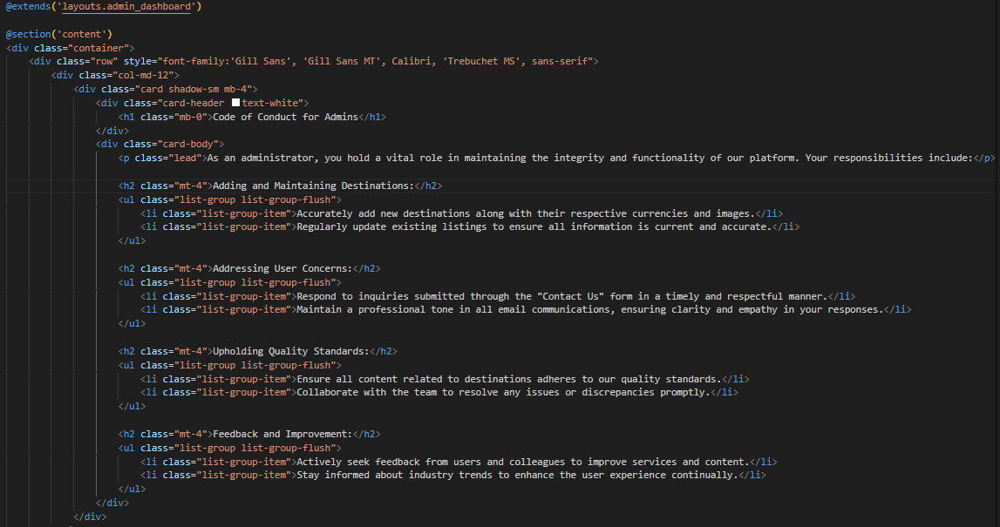 @extends('layouts.admin_dashboard')
@section('content')
<div class="container">
<div class="row" style="font-family:'Gill Sans', 'Gill Sans MT', Calibri, 'Trebuchet MS', sans-serif">
<div class="col-md-12">
<div class="card shadow-sm mb-4">
<div class="card-header text-white">
<h1 class="mb-0">Code of Conduct for Admins</h1>
</div>
<div class="card-body">
<p class="lead">As an administrator, you hold a vital role in maintaining the integrity and functionality of our platform. Your responsibilities include:</p>
<h2 class="mt-4">Adding and Maintaining Destinations:</h2>
<ul class="list-group list-group-flush">
<li class="list-group-item">Accurately add new destinations along with their respective currencies and images.</li>
<li class="list-group-item">Regularly update existing listings to ensure all information is current and accurate.</li>
</ul>
<h2 class="mt-4">Addressing User Concerns:</h2>
<ul class="list-group list-group-flush">
<li class="list-group-item">Respond to inquiries submitted through the "Contact Us" form in a timely and respectful manner.</li>
<li class="list-group-item">Maintain a professional tone in all email communications, ensuring clarity and empathy in your responses.</li>
</ul>
<h2 class="mt-4">Upholding Quality Standards:</h2>
<ul class="list-group list-group-flush">
<li class="list-group-item">Ensure all content related to destinations adheres to our quality standards.</li>
<li class="list-group-item">Collaborate with the team to resolve any issues or discrepancies promptly.</li>
</ul>
<h2 class="mt-4">Feedback and Improvement:</h2>
<ul class="list-group list-group-flush">
<li class="list-group-item">Actively seek feedback from users and colleagues to improve services and content.</li>
<li class="list-group-item">Stay informed about industry trends to enhance the user experience continually.</li>
</ul>
</div>
</div>